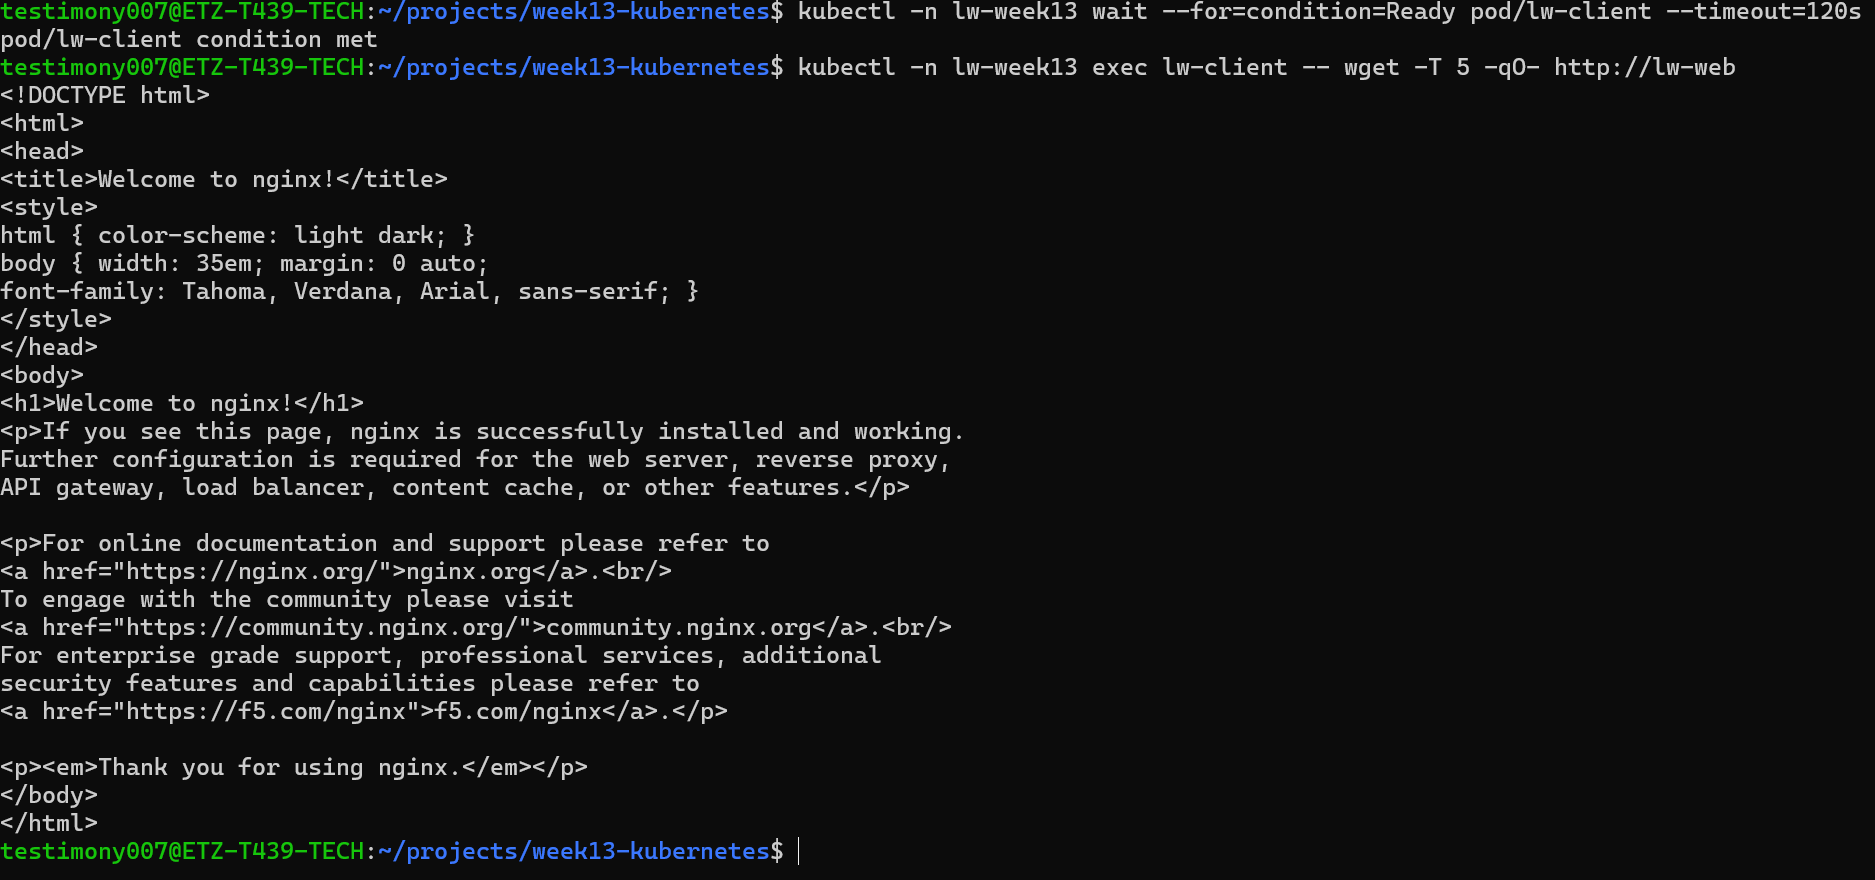 testimony007@ETZ-T439-TECH:~/projects/week13-kubernetes$ kubectl -n lw-week13 wait --for=condition=Ready pod/lw-client --timeout=120s
pod/lw-client condition met
testimony007@ETZ-T439-TECH:~/projects/week13-kubernetes$ kubectl -n lw-week13 exec lw-client -- wget -T 5 -qO- http://lw-web
<!DOCTYPE html>
<html>
<head>
<title>Welcome to nginx!</title>
<style>
html { color-scheme: light dark; }
body { width: 35em; margin: 0 auto;
font-family: Tahoma, Verdana, Arial, sans-serif; }
</style>
</head>
<body>
<h1>Welcome to nginx!</h1>
<p>If you see this page, nginx is successfully installed and working.
Further configuration is required for the web server, reverse proxy,
API gateway, load balancer, content cache, or other features.</p>

<p>For online documentation and support please refer to
<a href="https://nginx.org/">nginx.org</a>.<br/>
To engage with the community please visit
<a href="https://community.nginx.org/">community.nginx.org</a>.<br/>
For enterprise grade support, professional services, additional
security features and capabilities please refer to
<a href="https://f5.com/nginx">f5.com/nginx</a>.</p>

<p><em>Thank you for using nginx.</em></p>
</body>
</html>
testimony007@ETZ-T439-TECH:~/projects/week13-kubernetes$